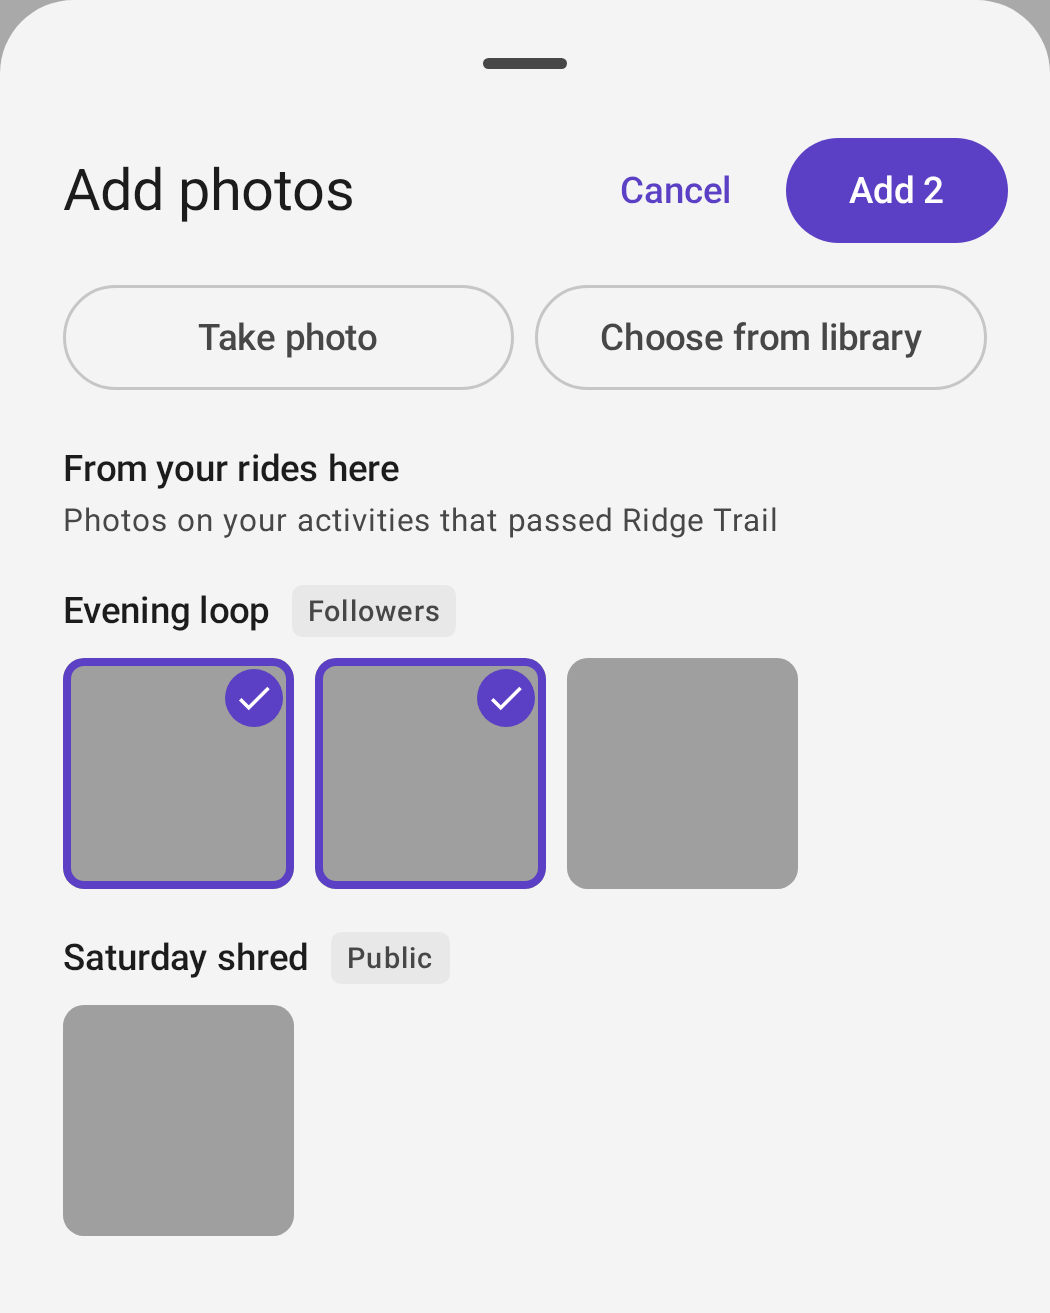 Add photos
Cancel
Add 2
Take photo
Choose from library
From your rides here
Photos on your activities that passed Ridge Trail
Evening loop
Followers
Saturday shred
Public